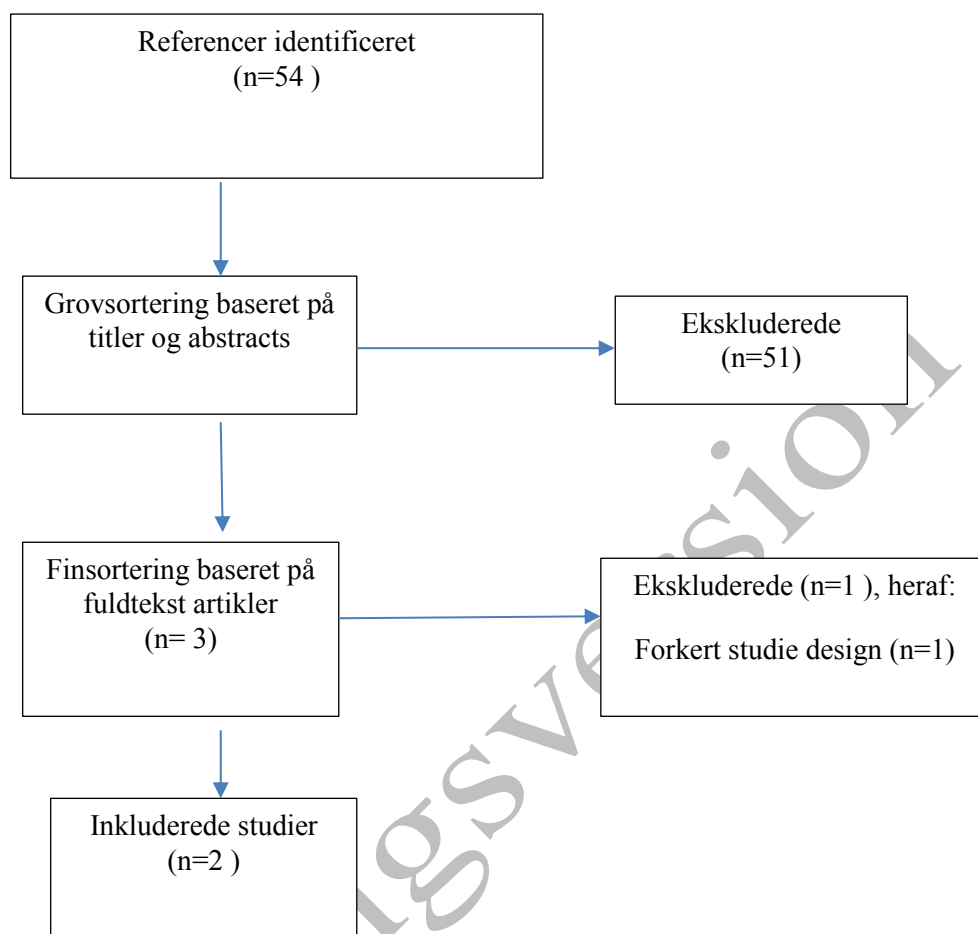 Referencer identificeret
(n=54 )
Grovsortering baseret på
titler og abstracts
Ekskluderede
(n=51)
Finsortering baseret på
fuldtekst artikler
(n= 3)
Ekskluderede (n=1 ), heraf:
Forkert studie design (n=1)
Inkluderede studier
(n=2 )